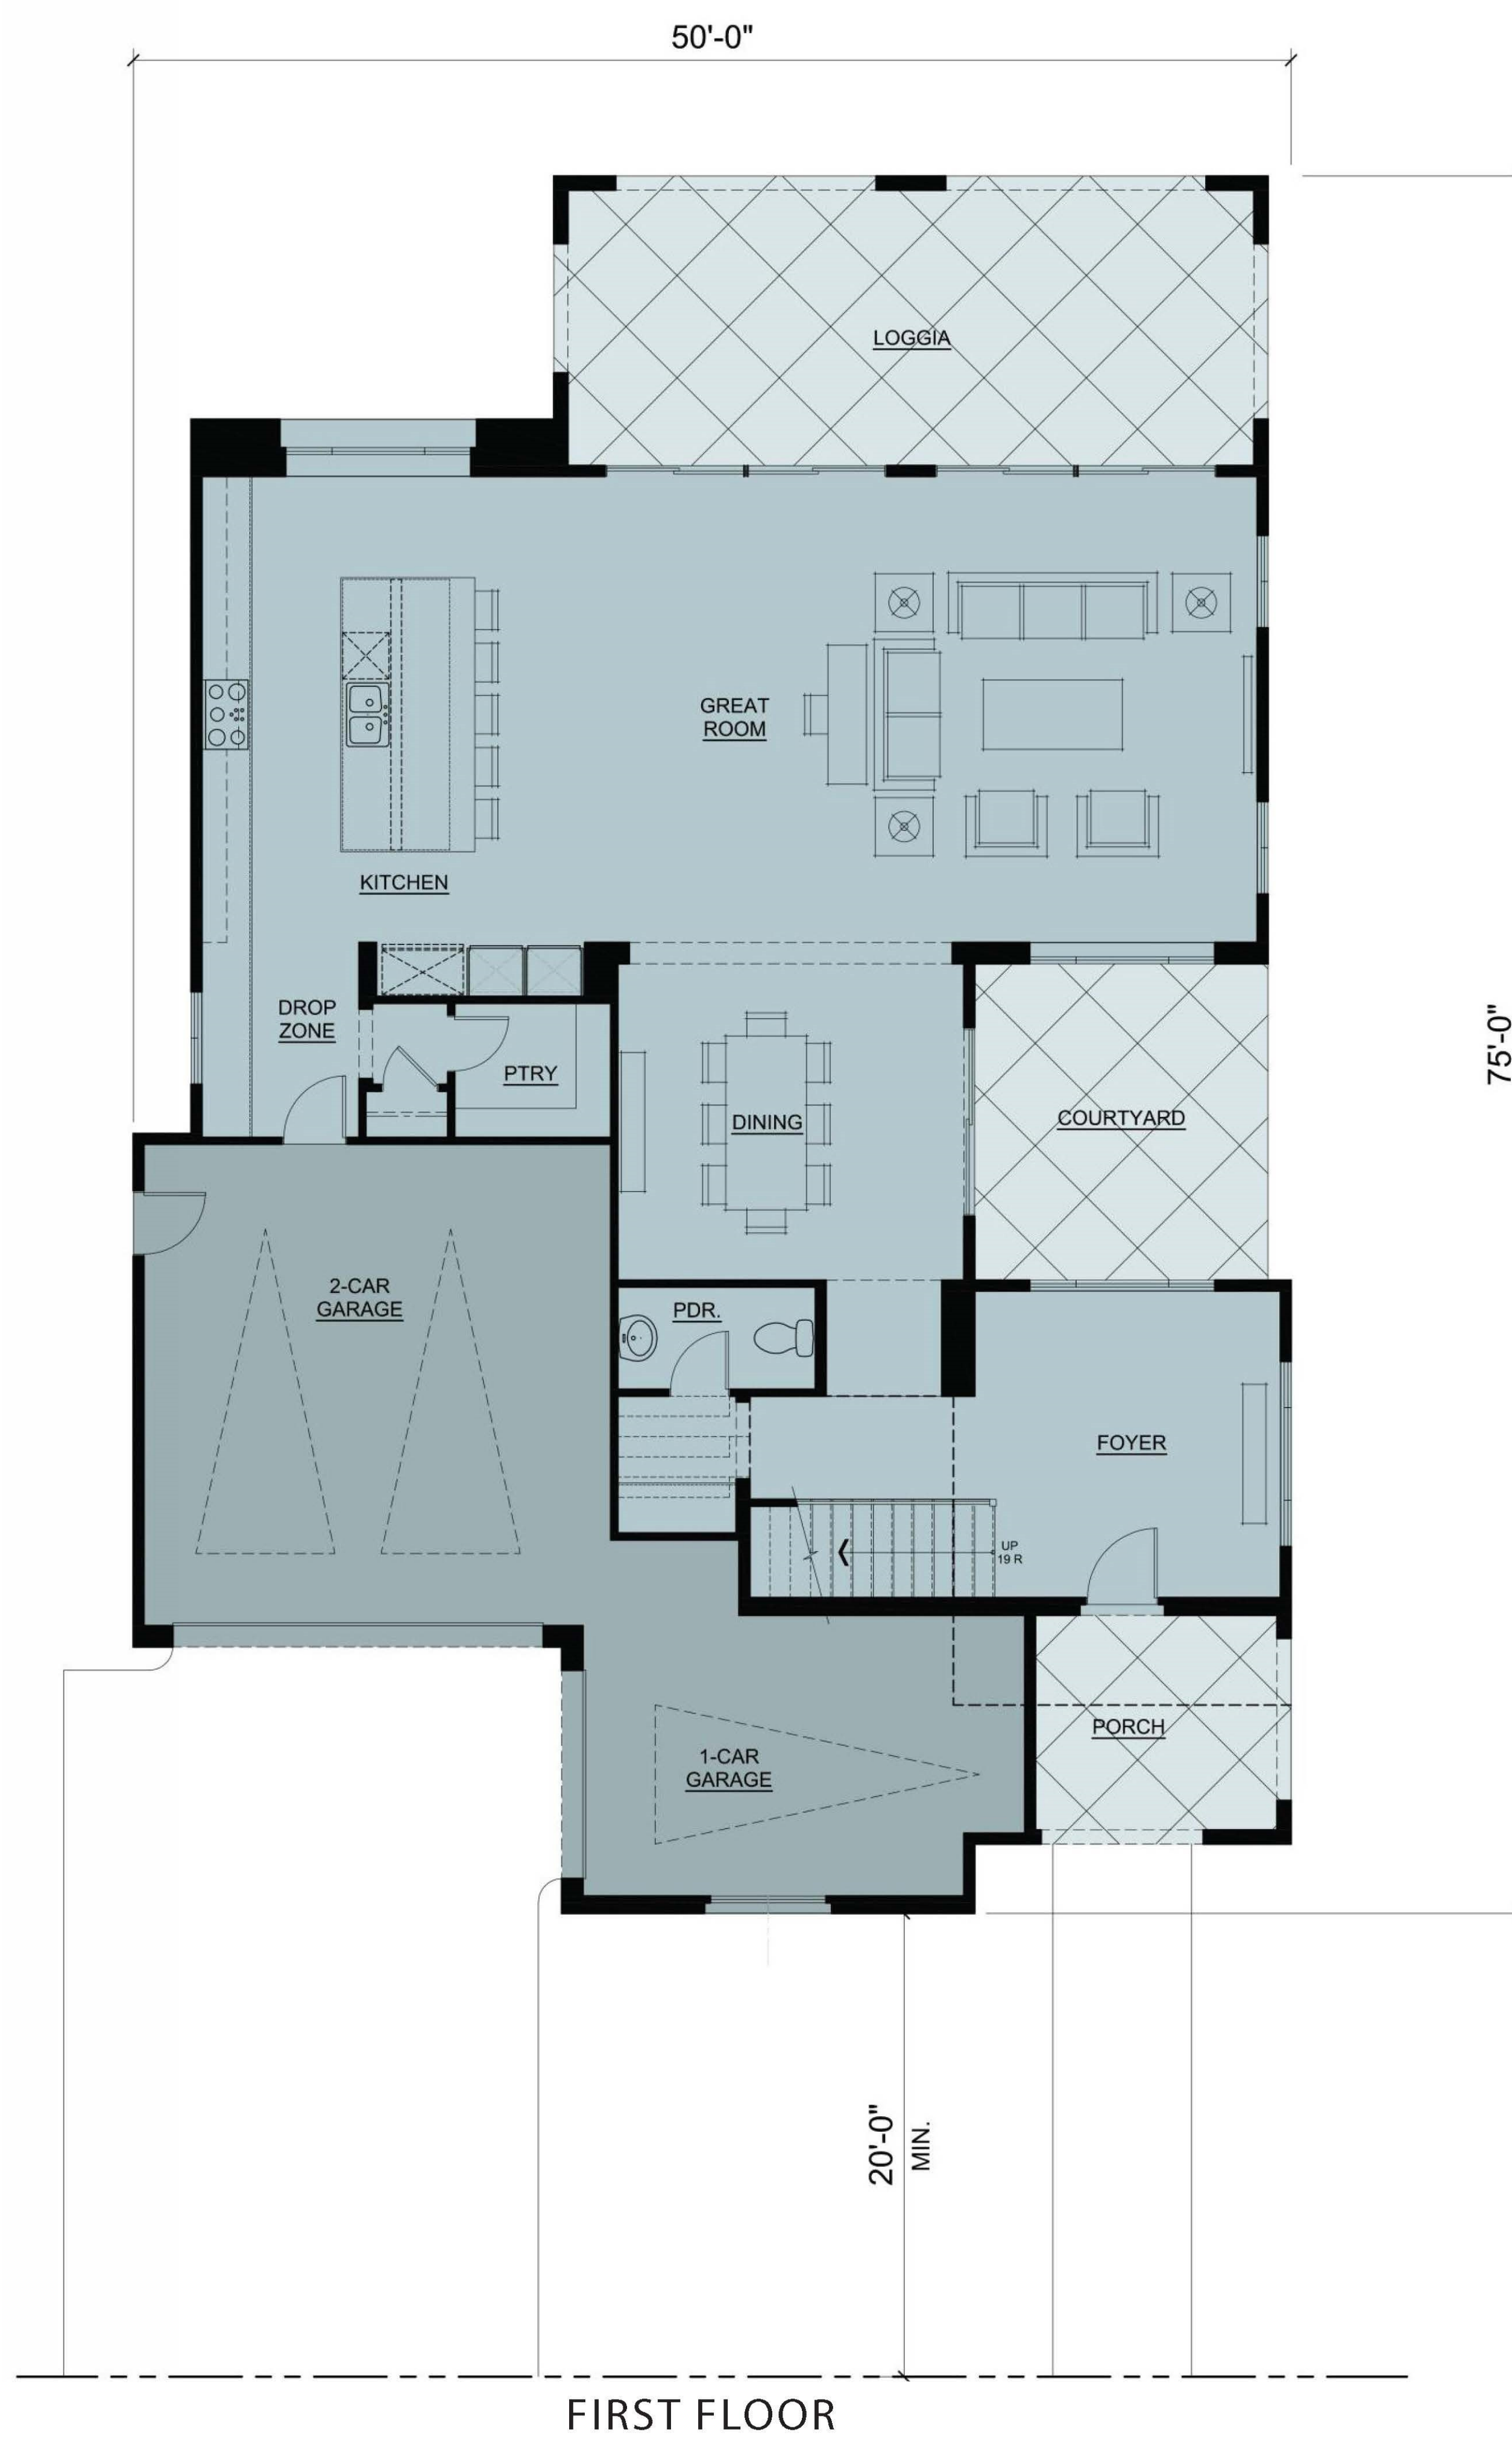 50'-0"
LOGGIA
GREAT
ROOM
KITCHEN
DROP
ZONE
PTRY
DINING
COURTYARD
75'-0"
2-CAR
GARAGE
PDR.
FOYER
UP
19 R
PORCH
1-CAR
GARAGE
20'-0"
MIN.
FIRST FLOOR